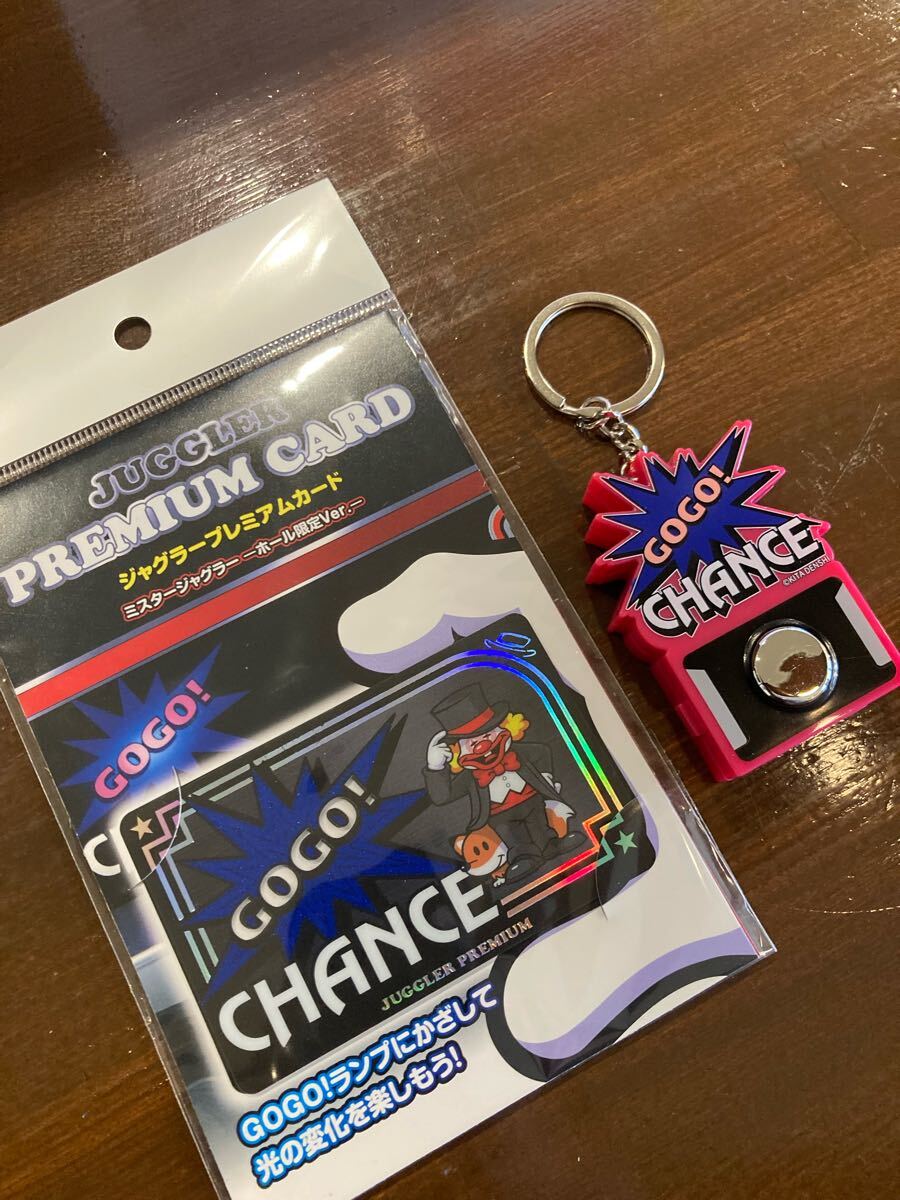 JUGGLER
PREMIUM CARD
ジャグラープレミアムカード
ミスタージャグラー ーホール限定Ver.ー
GOGO!
C
GOGO!
CHANCE
JUGGLER PREMIUM
GOGO!ランプにかざして
光の変化を楽しもう!
GOGO!
CHANCE
©KITA DENSHI